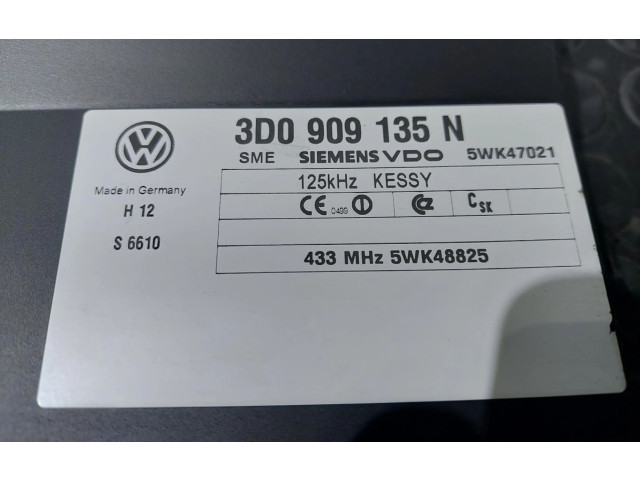 3D0 909 135 N
SME SIEMENS VDO 5WK47021
Made in Germany
125kHz KESSY
H 12
CE 0499 CSK
S 6610
433 MHz 5WK48825